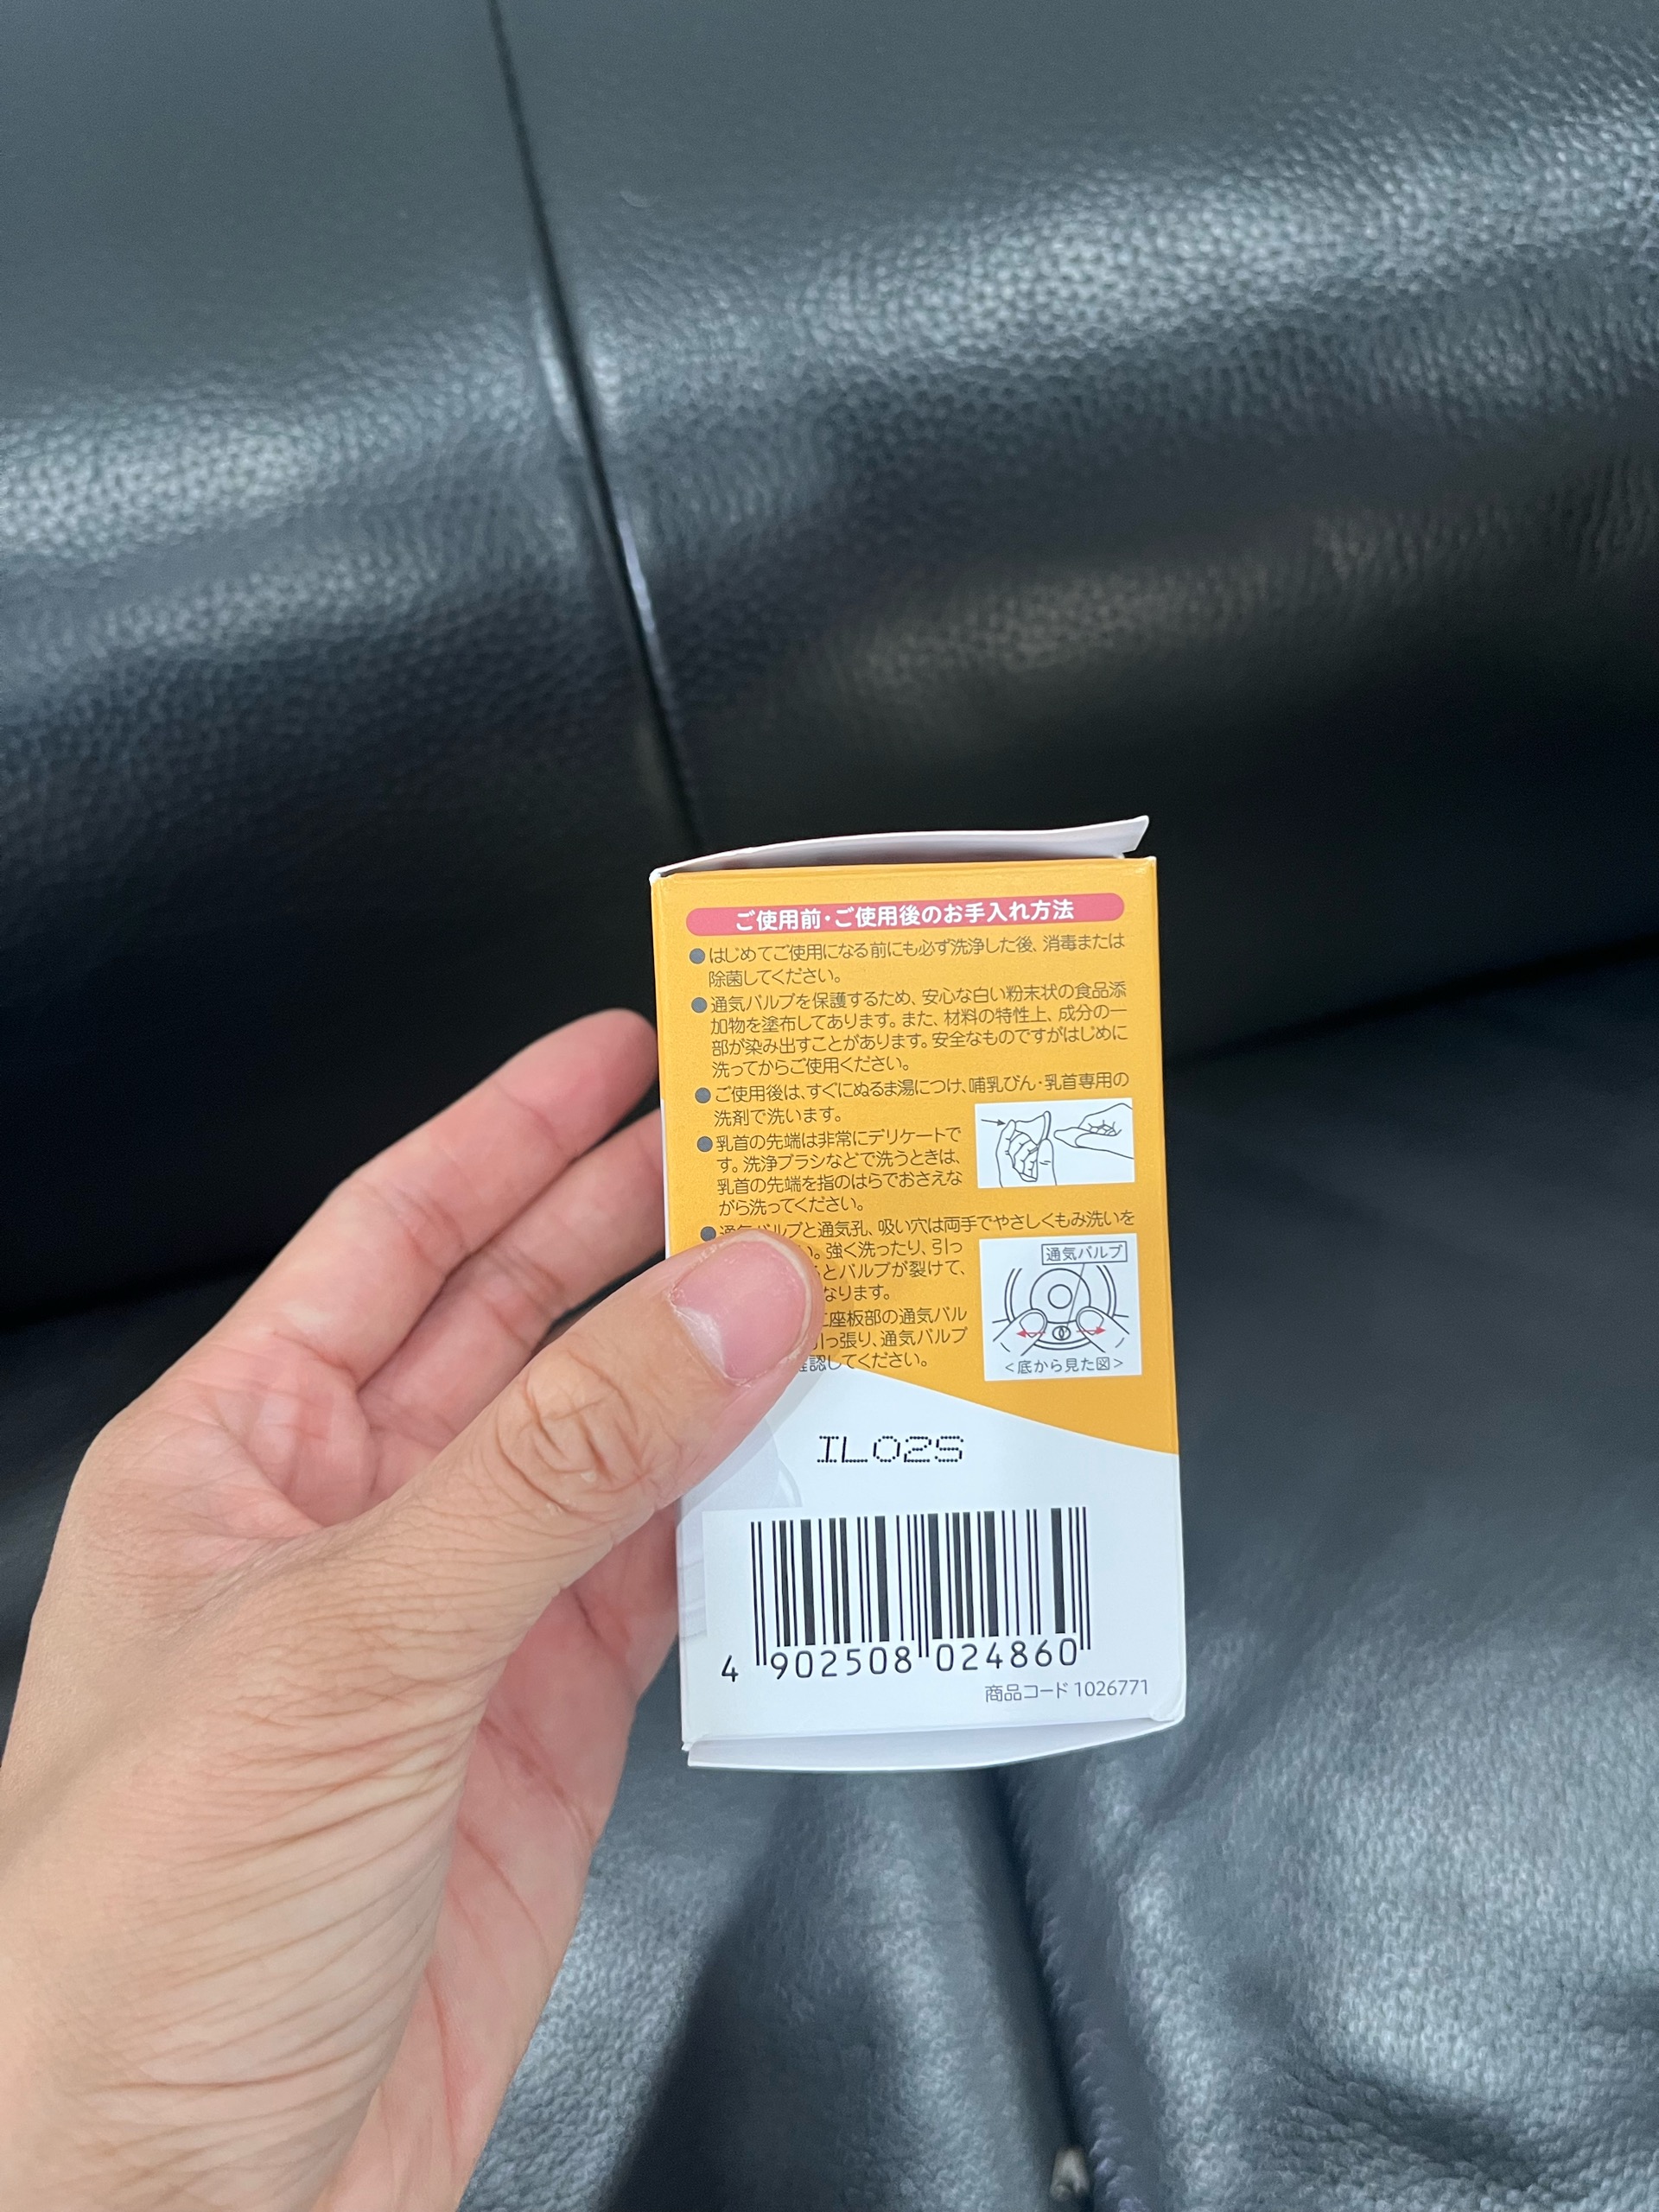 ご使用前・ご使用後のお手入れ方法
●はじめてご使用になる前にも必ず洗浄した後、消毒または
除菌してください。
●通気バルブを保護するため、安心な白い粉末状の食品添
加物を塗布してあります。また、材料の特性上、成分の一
部が染み出すことがあります。安全なものですがはじめに
洗ってからご使用ください。
●ご使用後は、すぐにぬるま湯につけ、哺乳びん・乳首専用の
洗剤で洗います。
●乳首の先端は非常にデリケートで
す。洗浄ブラシなどで洗うときは、
乳首の先端を指のはらでおさえな
がら洗ってください。
●通気バルブと通気孔、吸い穴は両手でやさしくもみ洗いを
。強く洗ったり、引っ
とバルブが裂けて、
なります。
座板部の通気バル
引っ張り、通気バルブ
確認してください。
通気バルブ
<底から見た図>
ILO2S
4 902508 024860
商品コード 1026771